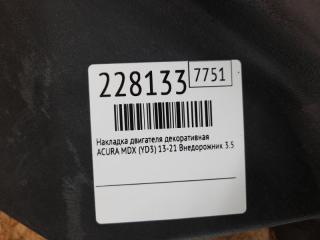 228133 7751
Накладка двигателя декоративная
ACURA MDX (YD3) 13-21 Внедорожник 3.5